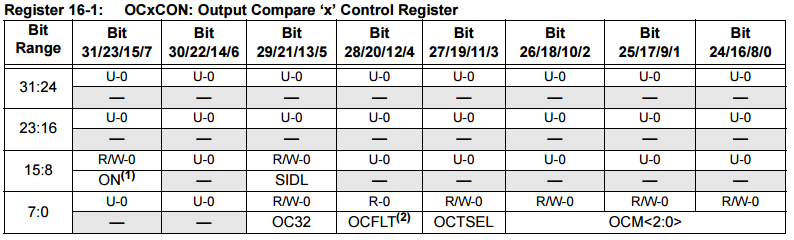 Register 16-1: OCxCON: Output Compare ‘x’ Control Register
Bit Range Bit 31/23/15/7 Bit 30/22/14/6 Bit 29/21/13/5 Bit 28/20/12/4 Bit 27/19/11/3 Bit 26/18/10/2 Bit 25/17/9/1 Bit 24/16/8/0
31:24 U-0 U-0 U-0 U-0 U-0 U-0 U-0 U-0
— — — — — — — —
23:16 U-0 U-0 U-0 U-0 U-0 U-0 U-0 U-0
— — — — — — — —
15:8 R/W-0 U-0 R/W-0 U-0 U-0 U-0 U-0 U-0
ON(1) — SIDL — — — — —
7:0 U-0 U-0 R/W-0 R-0 R/W-0 R/W-0 R/W-0 R/W-0
— — OC32 OCFLT(2) OCTSEL OCM<2:0>